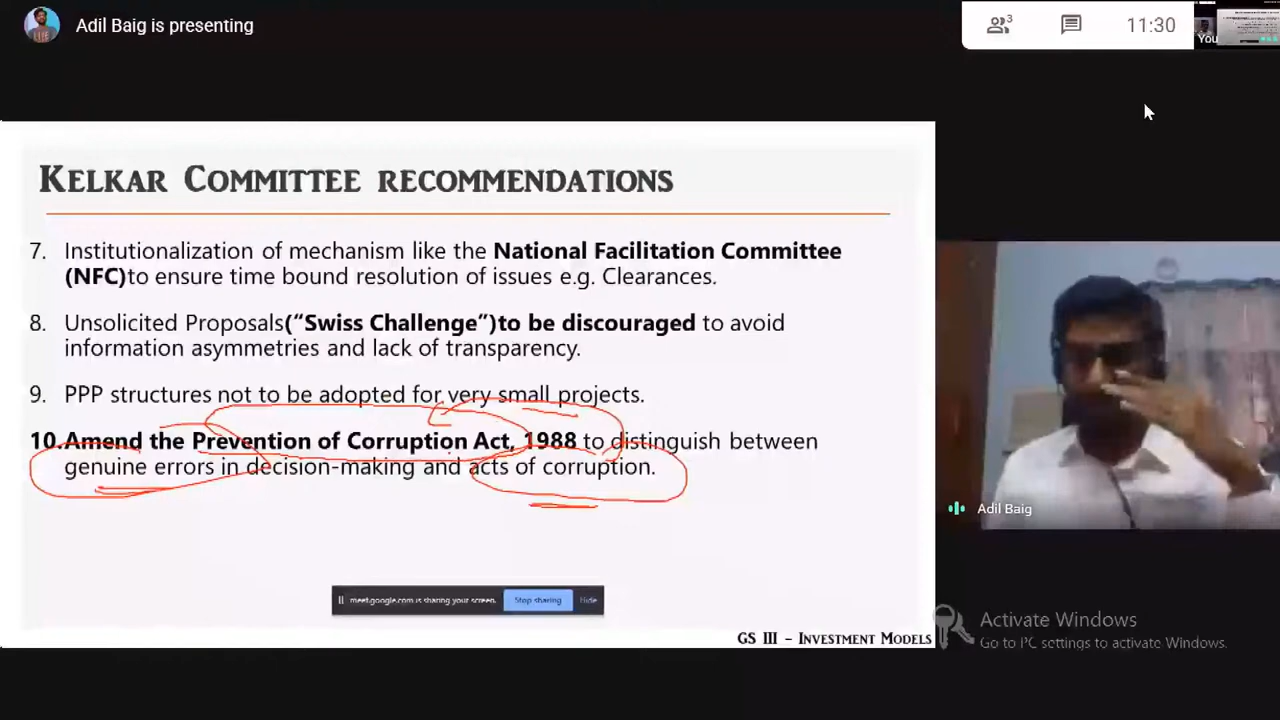 Adil Baig is presenting
3
11:30
You
KELKAR COMMITTEE RECOMMENDATIONS
7. Institutionalization of mechanism like the National Facilitation Committee
(NFC)to ensure time bound resolution of issues e.g. Clearances.
8. Unsolicited Proposals(“Swiss Challenge”)to be discouraged to avoid
information asymmetries and lack of transparency.
9. PPP structures not to be adopted for very small projects.
10. Amend the Prevention of Corruption Act, 1988 to distinguish between
genuine errors in decision-making and acts of corruption.
Adil Baig
meet.google.com is sharing your screen.
Stop sharing
Hide
Activate Windows
Go to PC settings to activate Windows.
GS III – INVESTMENT MODELS